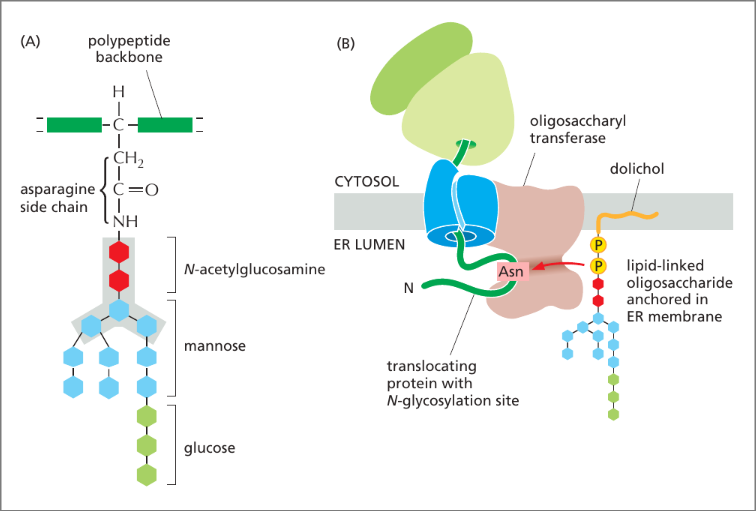 (A)
polypeptide
backbone
H
C
CH2
C=O
NH
asparagine
side chain
N-acetylglucosamine
mannose
glucose
(B)
oligosaccharyl
transferase
dolichol
CYTOSOL
ER LUMEN
P
P
Asn
N
lipid-linked
oligosaccharide
anchored in
ER membrane
translocating
protein with
N-glycosylation site